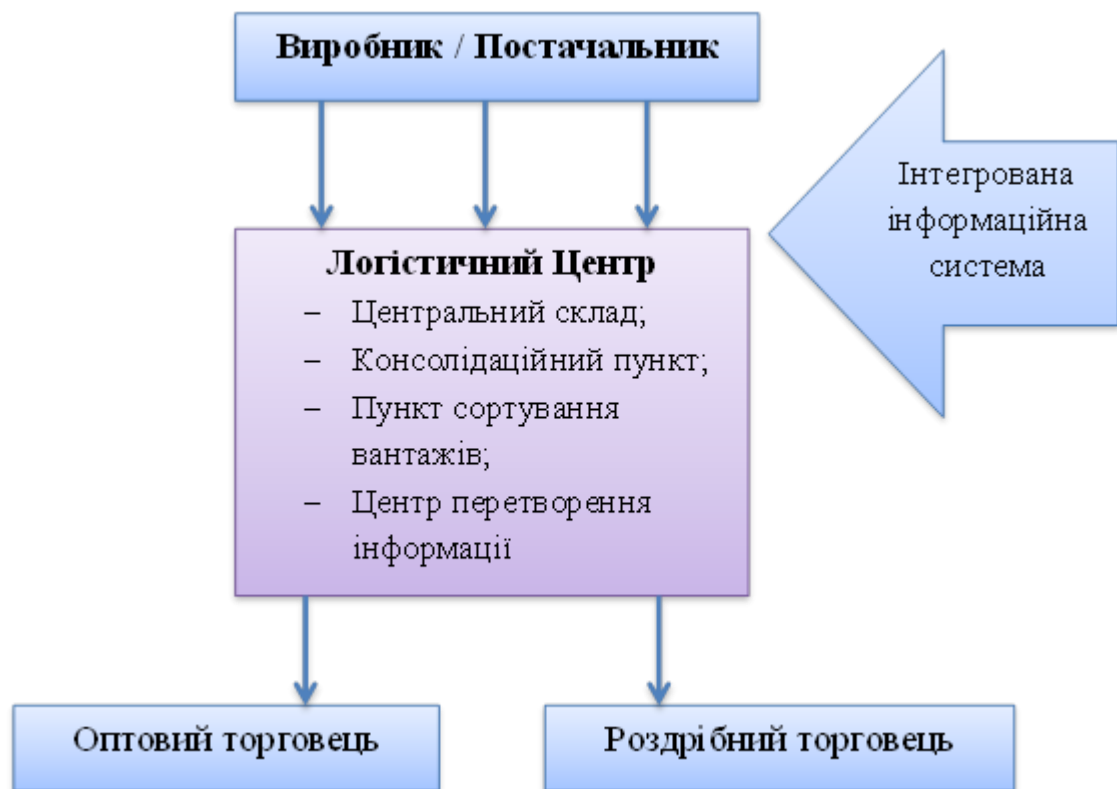 Виробник / Постачальник
Інтегрована
інформаційна
система
Логістичний Центр
– Центральний склад;
– Консолідаційний пункт;
– Пункт сортування
вантажів;
– Центр перетворення
інформації
Оптовий торговець
Роздрібний торговець